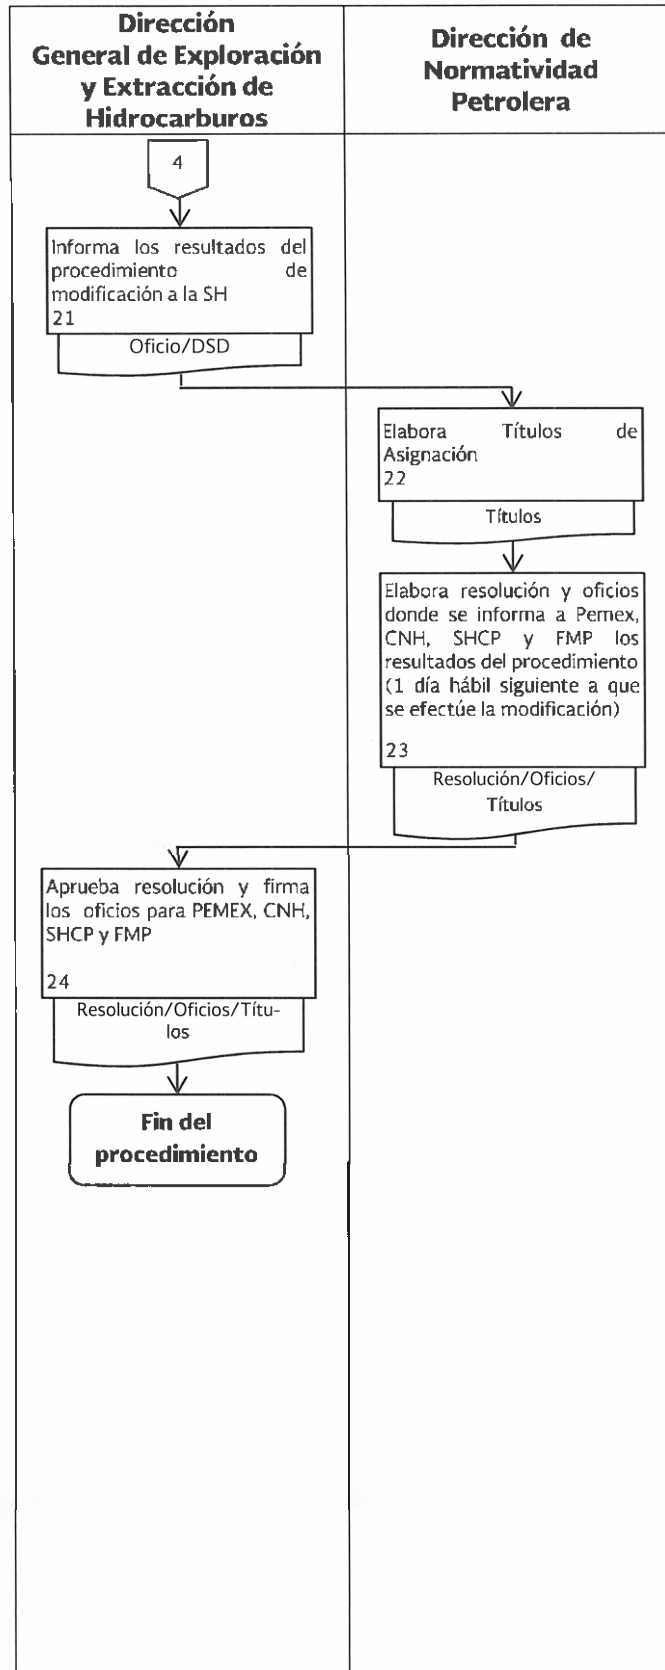 Dirección
General de Exploración
y Extracción de
Hidrocarburos
Dirección de
Normatividad
Petrolera
4
Informa los resultados del
procedimiento de
modificación a la SH
21
Oficio/DSD
Elabora Títulos de
Asignación
22
Títulos
Elabora resolución y oficios
donde se informa a Pemex,
CNH, SHCP y FMP los
resultados del procedimiento
(1 día hábil siguiente a que
se efectúe la modificación)
23
Resolución/Oficios/
Títulos
Aprueba resolución y firma
los oficios para PEMEX, CNH,
SHCP y FMP
24
Resolución/Oficios/Títu-
los
Fin del
procedimiento